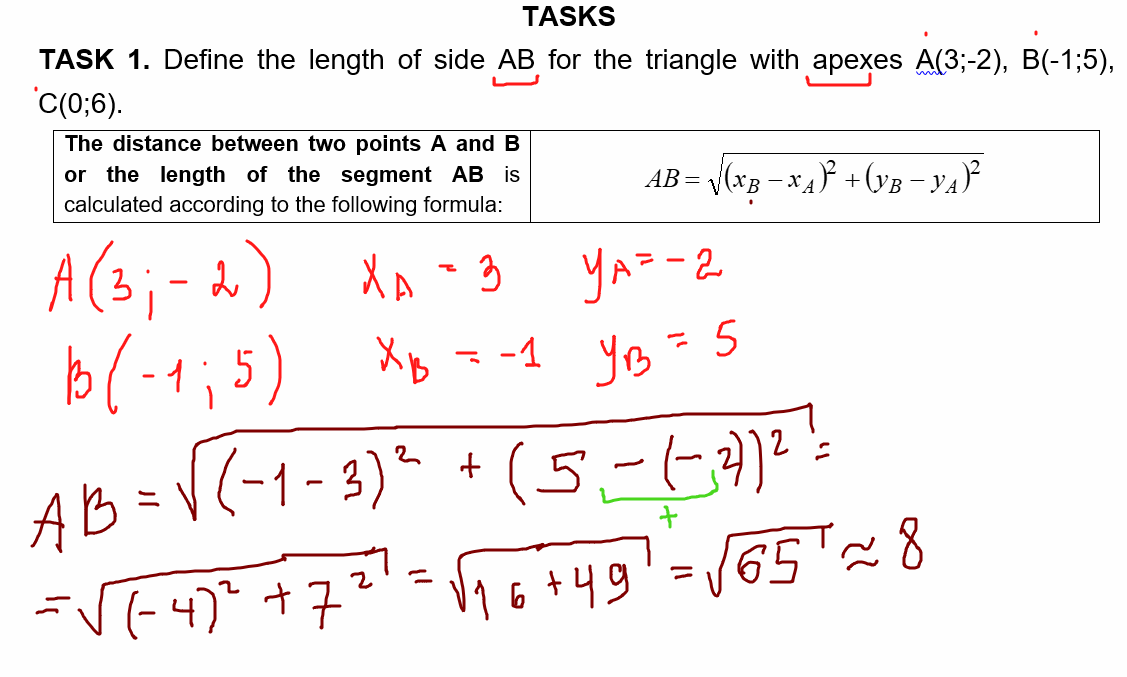 TASKS
TASK 1. Define the length of side AB for the triangle with apexes A(3;-2), B(-1;5),
C(0;6).
The distance between two points A and B
or the length of the segment AB is
calculated according to the following formula:
AB = √((x_B − x_A)² + (y_B − y_A)²)
A(3;-2) x_A = 3 y_A = -2
B(-1;5) x_B = -1 y_B = 5
AB = √((-1-3)² + (5-(-2))²) =
+
= √((-4)² + 7²) = √(16+49) = √65 ≈ 8